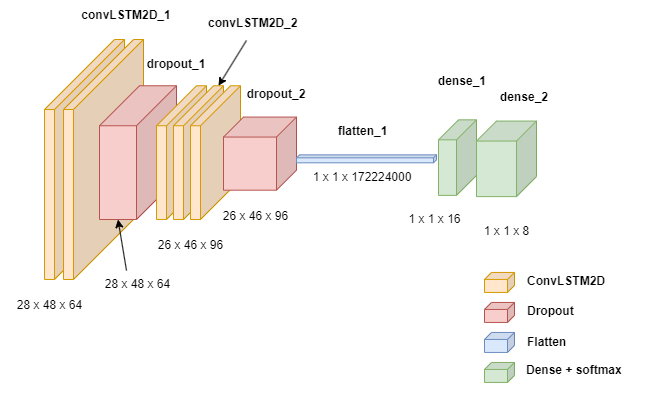 convLSTM2D_1
convLSTM2D_2
dropout_1
dropout_2
dense_1
dense_2
flatten_1
1 x 1 x 172224000
28 x 48 x 64
28 x 48 x 64
26 x 46 x 96
26 x 46 x 96
1 x 1 x 16
1 x 1 x 8
ConvLSTM2D
Dropout
Flatten
Dense + softmax